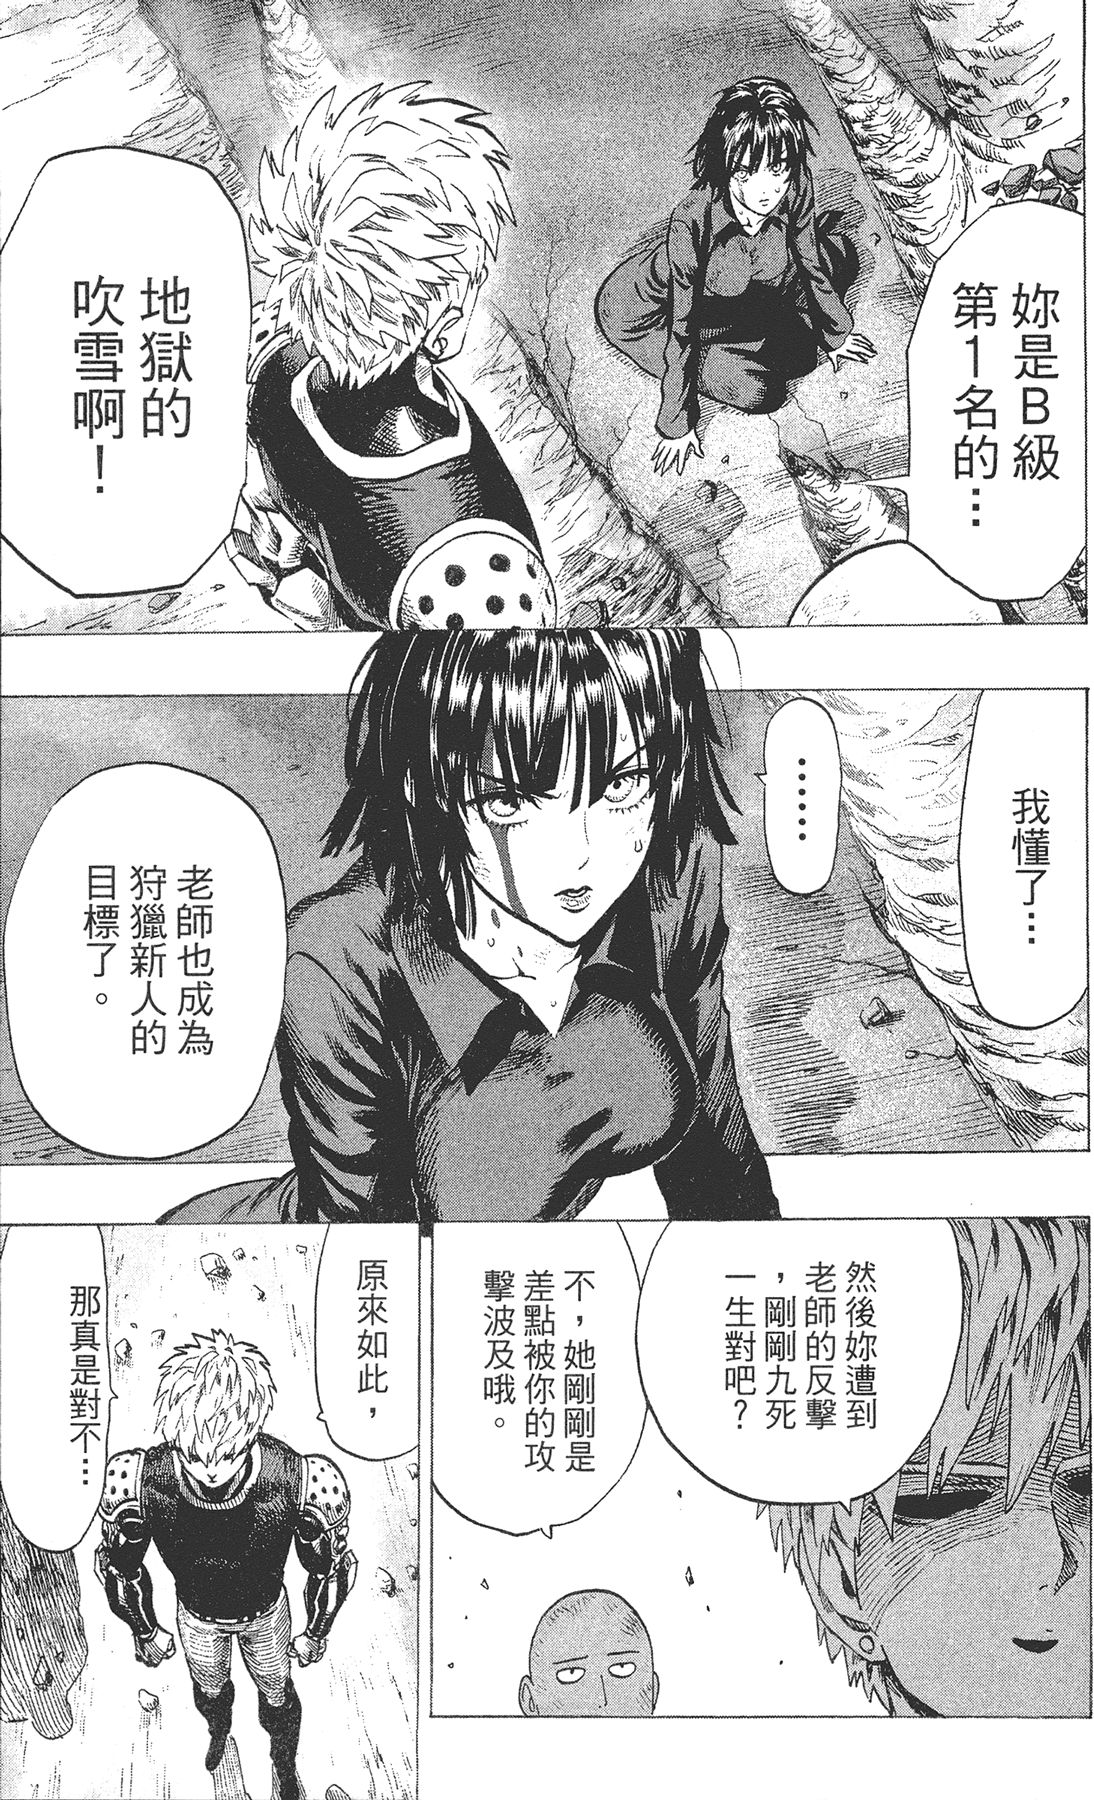 妳是B級
第1名的…
地獄的
吹雪啊！
我懂了…
……
老師也成為
狩獵新人的
目標了。
然後妳遭到
老師的反擊
，剛剛九死
一生對吧？
不，她剛剛是
差點被你的攻
擊波及哦。
原來如此，
那真是對不…